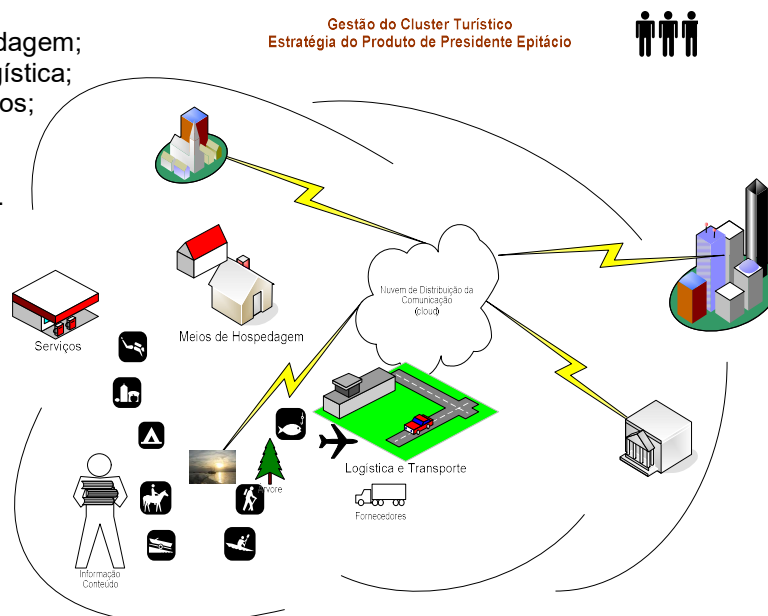 Gestão do Cluster Turístico
Estratégia do Produto de Presidente Epitácio
dagem;
gística;
os;
.
Nuvem de Distribuição da
Comunicação
(cloud)
Serviços
Meios de Hospedagem
Logística e Transporte
Árvore
Fornecedores
Informação
Conteúdo